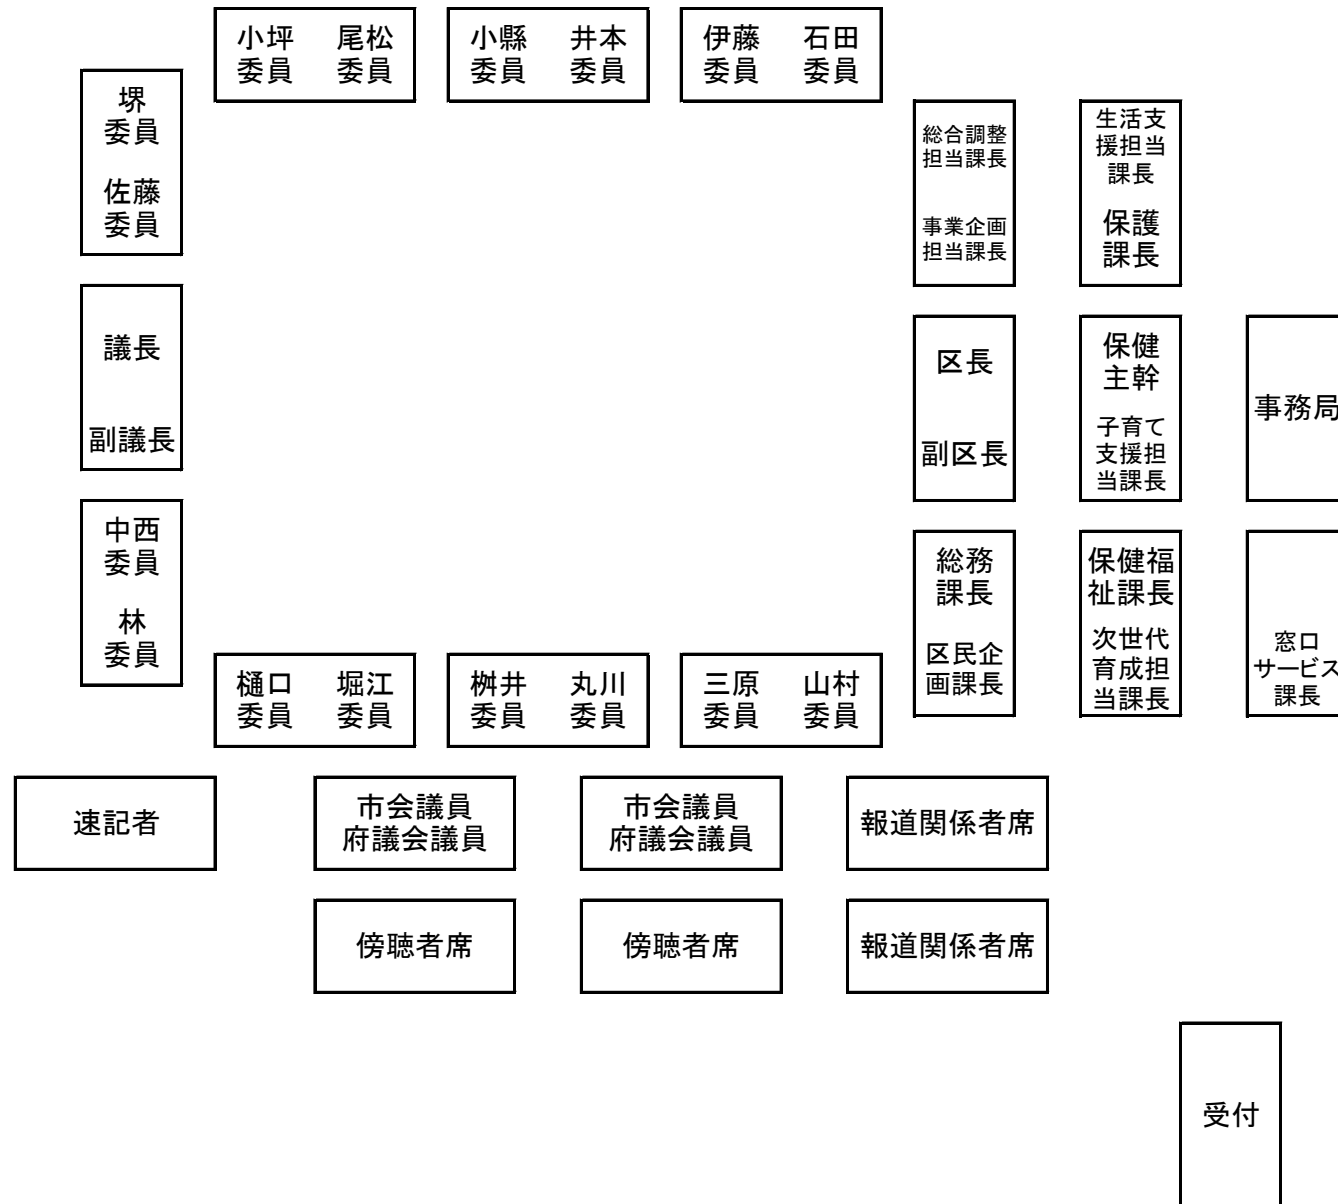 小坪 尾松
委員 委員
小縣 井本
委員 委員
伊藤 石田
委員 委員
堺
委員
佐藤
委員
議長
副議長
中西
委員
林
委員
総合調整
担当課長
事業企画
担当課長
生活支
援担当
課長
保護
課長
区長
副区長
保健
主幹
子育て
支援担
当課長
事務局
総務
課長
区民企
画課長
保健福
祉課長
次世代
育成担
当課長
窓口
サービス
課長
樋口 堀江
委員 委員
桝井 丸川
委員 委員
三原 山村
委員 委員
速記者
市会議員
府議会議員
市会議員
府議会議員
報道関係者席
傍聴者席
傍聴者席
報道関係者席
受付